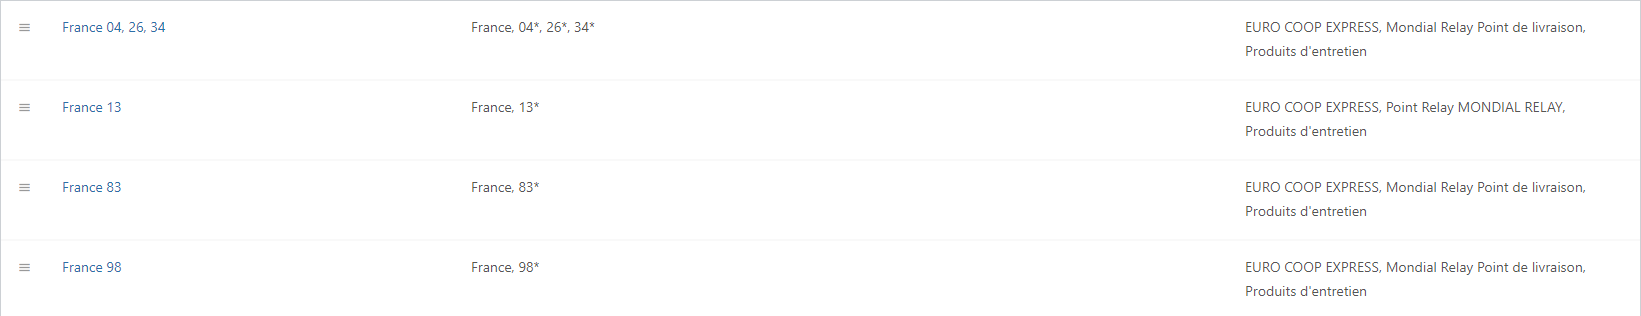 France 04, 26, 34
France, 04*, 26*, 34*
EURO COOP EXPRESS, Mondial Relay Point de livraison,
Produits d'entretien
France 13
France, 13*
EURO COOP EXPRESS, Point Relay MONDIAL RELAY,
Produits d'entretien
France 83
France, 83*
EURO COOP EXPRESS, Mondial Relay Point de livraison,
Produits d'entretien
France 98
France, 98*
EURO COOP EXPRESS, Mondial Relay Point de livraison,
Produits d'entretien